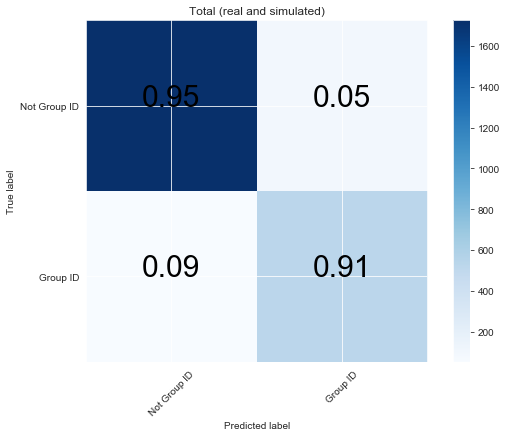 Total (real and simulated)
Not Group ID
0.95
0.05
Group ID
0.09
0.91
True label
Not Group ID
Group ID
Predicted label
1600
1400
1200
1000
800
600
400
200